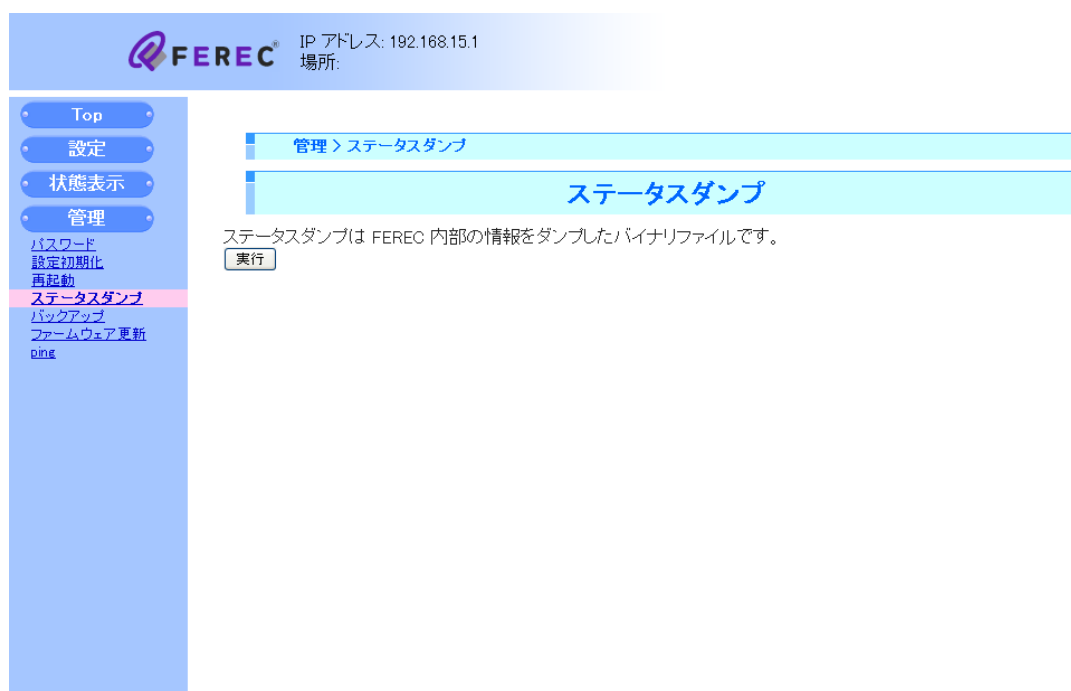 FEREC®
IP アドレス: 192.168.15.1
場所:
Top
設定
状態表示
管理
パスワード
設定初期化
再起動
ステータスダンプ
バックアップ
ファームウェア更新
ping
管理 > ステータスダンプ
ステータスダンプ
ステータスダンプは FEREC 内部の情報をダンプしたバイナリファイルです。
実行